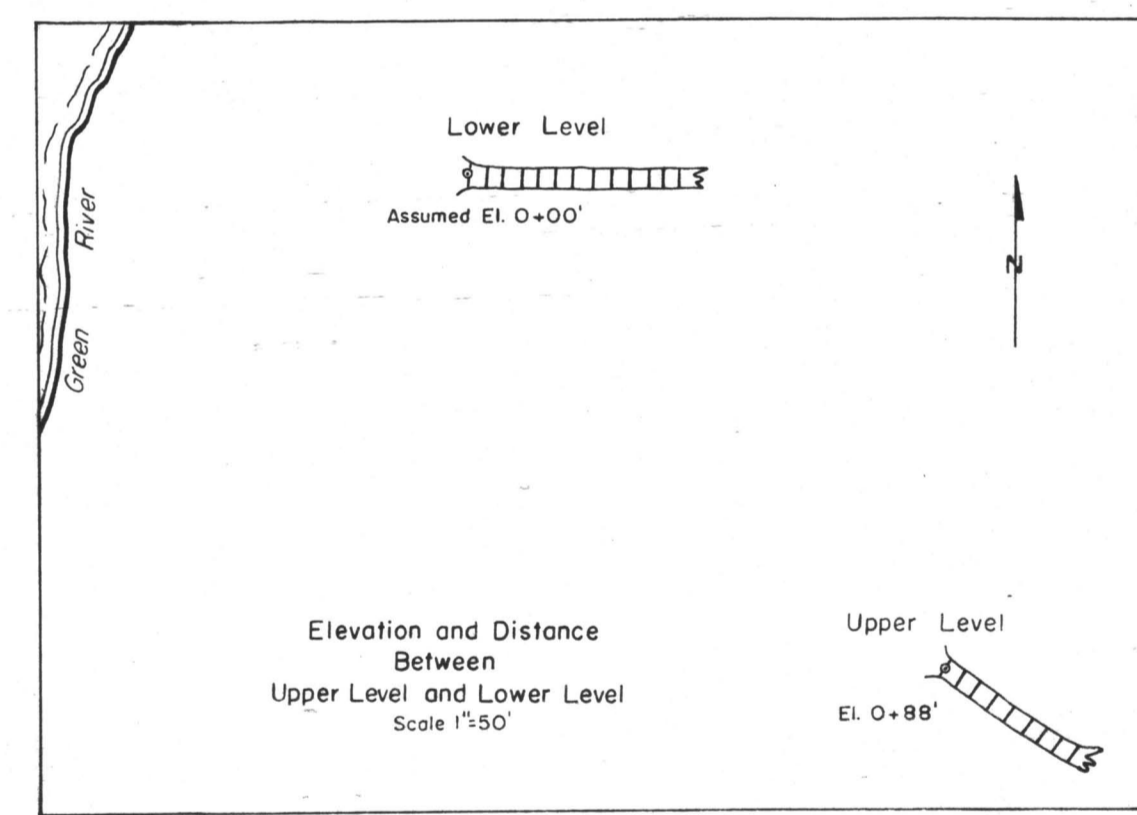 Lower Level
Assumed El. 0+00'
Green River
N
Elevation and Distance
Between
Upper Level and Lower Level
Scale 1"=50'
Upper Level
El. 0+88'